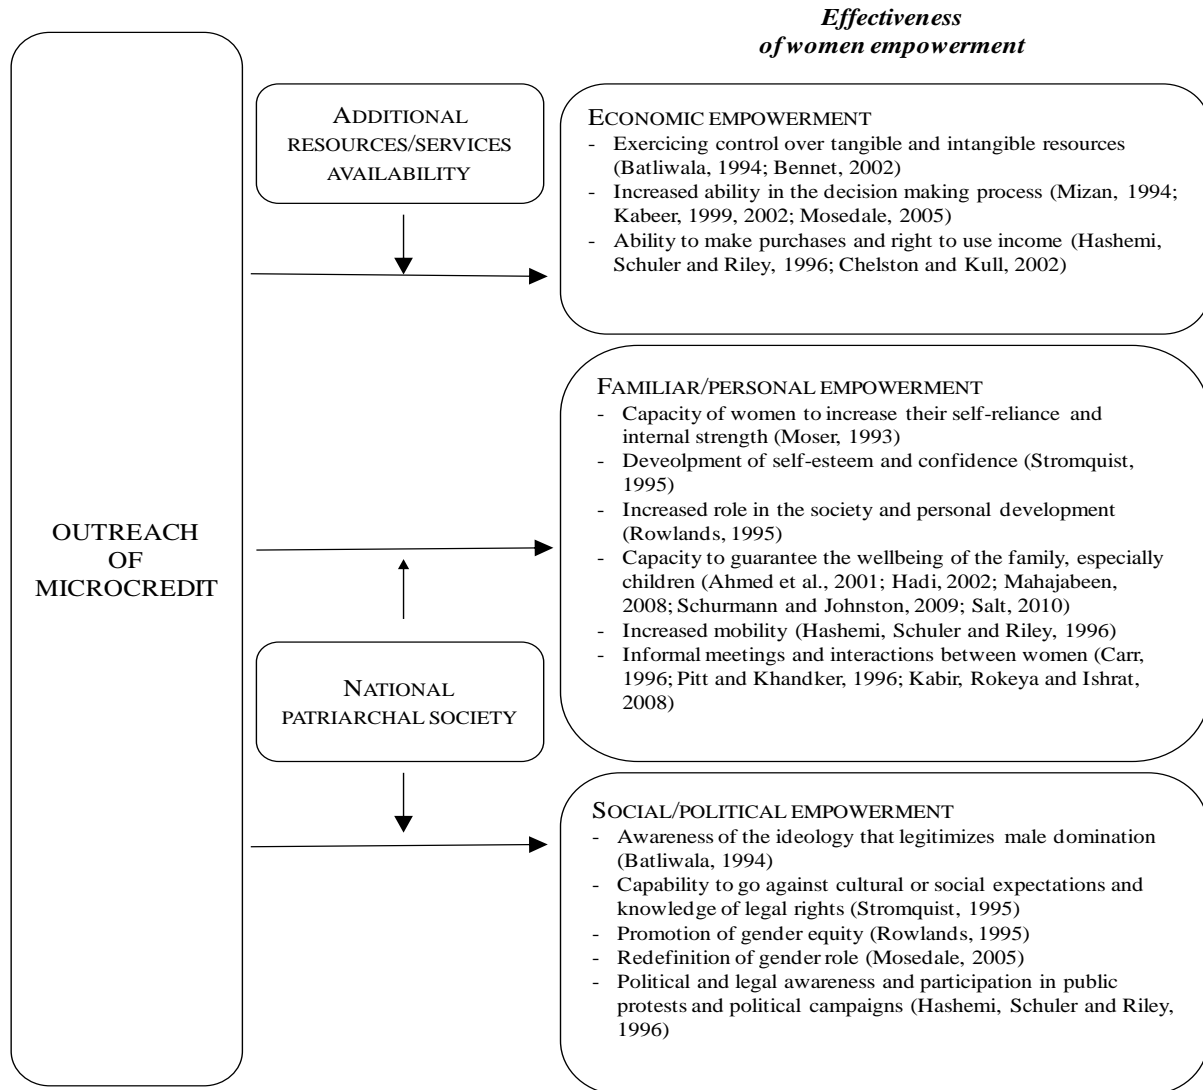 Effectiveness
of women empowerment
ADDITIONAL
RESOURCES/SERVICES
AVAILABILITY
ECONOMIC EMPOWERMENT
- Exercicing control over tangible and intangible resources
(Batliwala, 1994; Bennet, 2002)
- Increased ability in the decision making process (Mizan, 1994;
Kabeer, 1999, 2002; Mosedale, 2005)
- Ability to make purchases and right to use income (Hashemi,
Schuler and Riley, 1996; Chelston and Kull, 2002)
OUTREACH
OF
MICROCREDIT
FAMILIAR/PERSONAL EMPOWERMENT
- Capacity of women to increase their self-reliance and
internal strength (Moser, 1993)
- Deveolpment of self-esteem and confidence (Stromquist,
1995)
- Increased role in the society and personal development
(Rowlands, 1995)
- Capacity to guarantee the wellbeing of the family, especially
children (Ahmed et al., 2001; Hadi, 2002; Mahajabeen,
2008; Schurmann and Johnston, 2009; Salt, 2010)
- Increased mobility (Hashemi, Schuler and Riley, 1996)
- Informal meetings and interactions between women (Carr,
1996; Pitt and Khandker, 1996; Kabir, Rokeya and Ishrat,
2008)
NATIONAL
PATRIARCHAL SOCIETY
SOCIAL/POLITICAL EMPOWERMENT
- Awareness of the ideology that legitimizes male domination
(Batliwala, 1994)
- Capability to go against cultural or social expectations and
knowledge of legal rights (Stromquist, 1995)
- Promotion of gender equity (Rowlands, 1995)
- Redefinition of gender role (Mosedale, 2005)
- Political and legal awareness and participation in public
protests and political campaigns (Hashemi, Schuler and Riley,
1996)